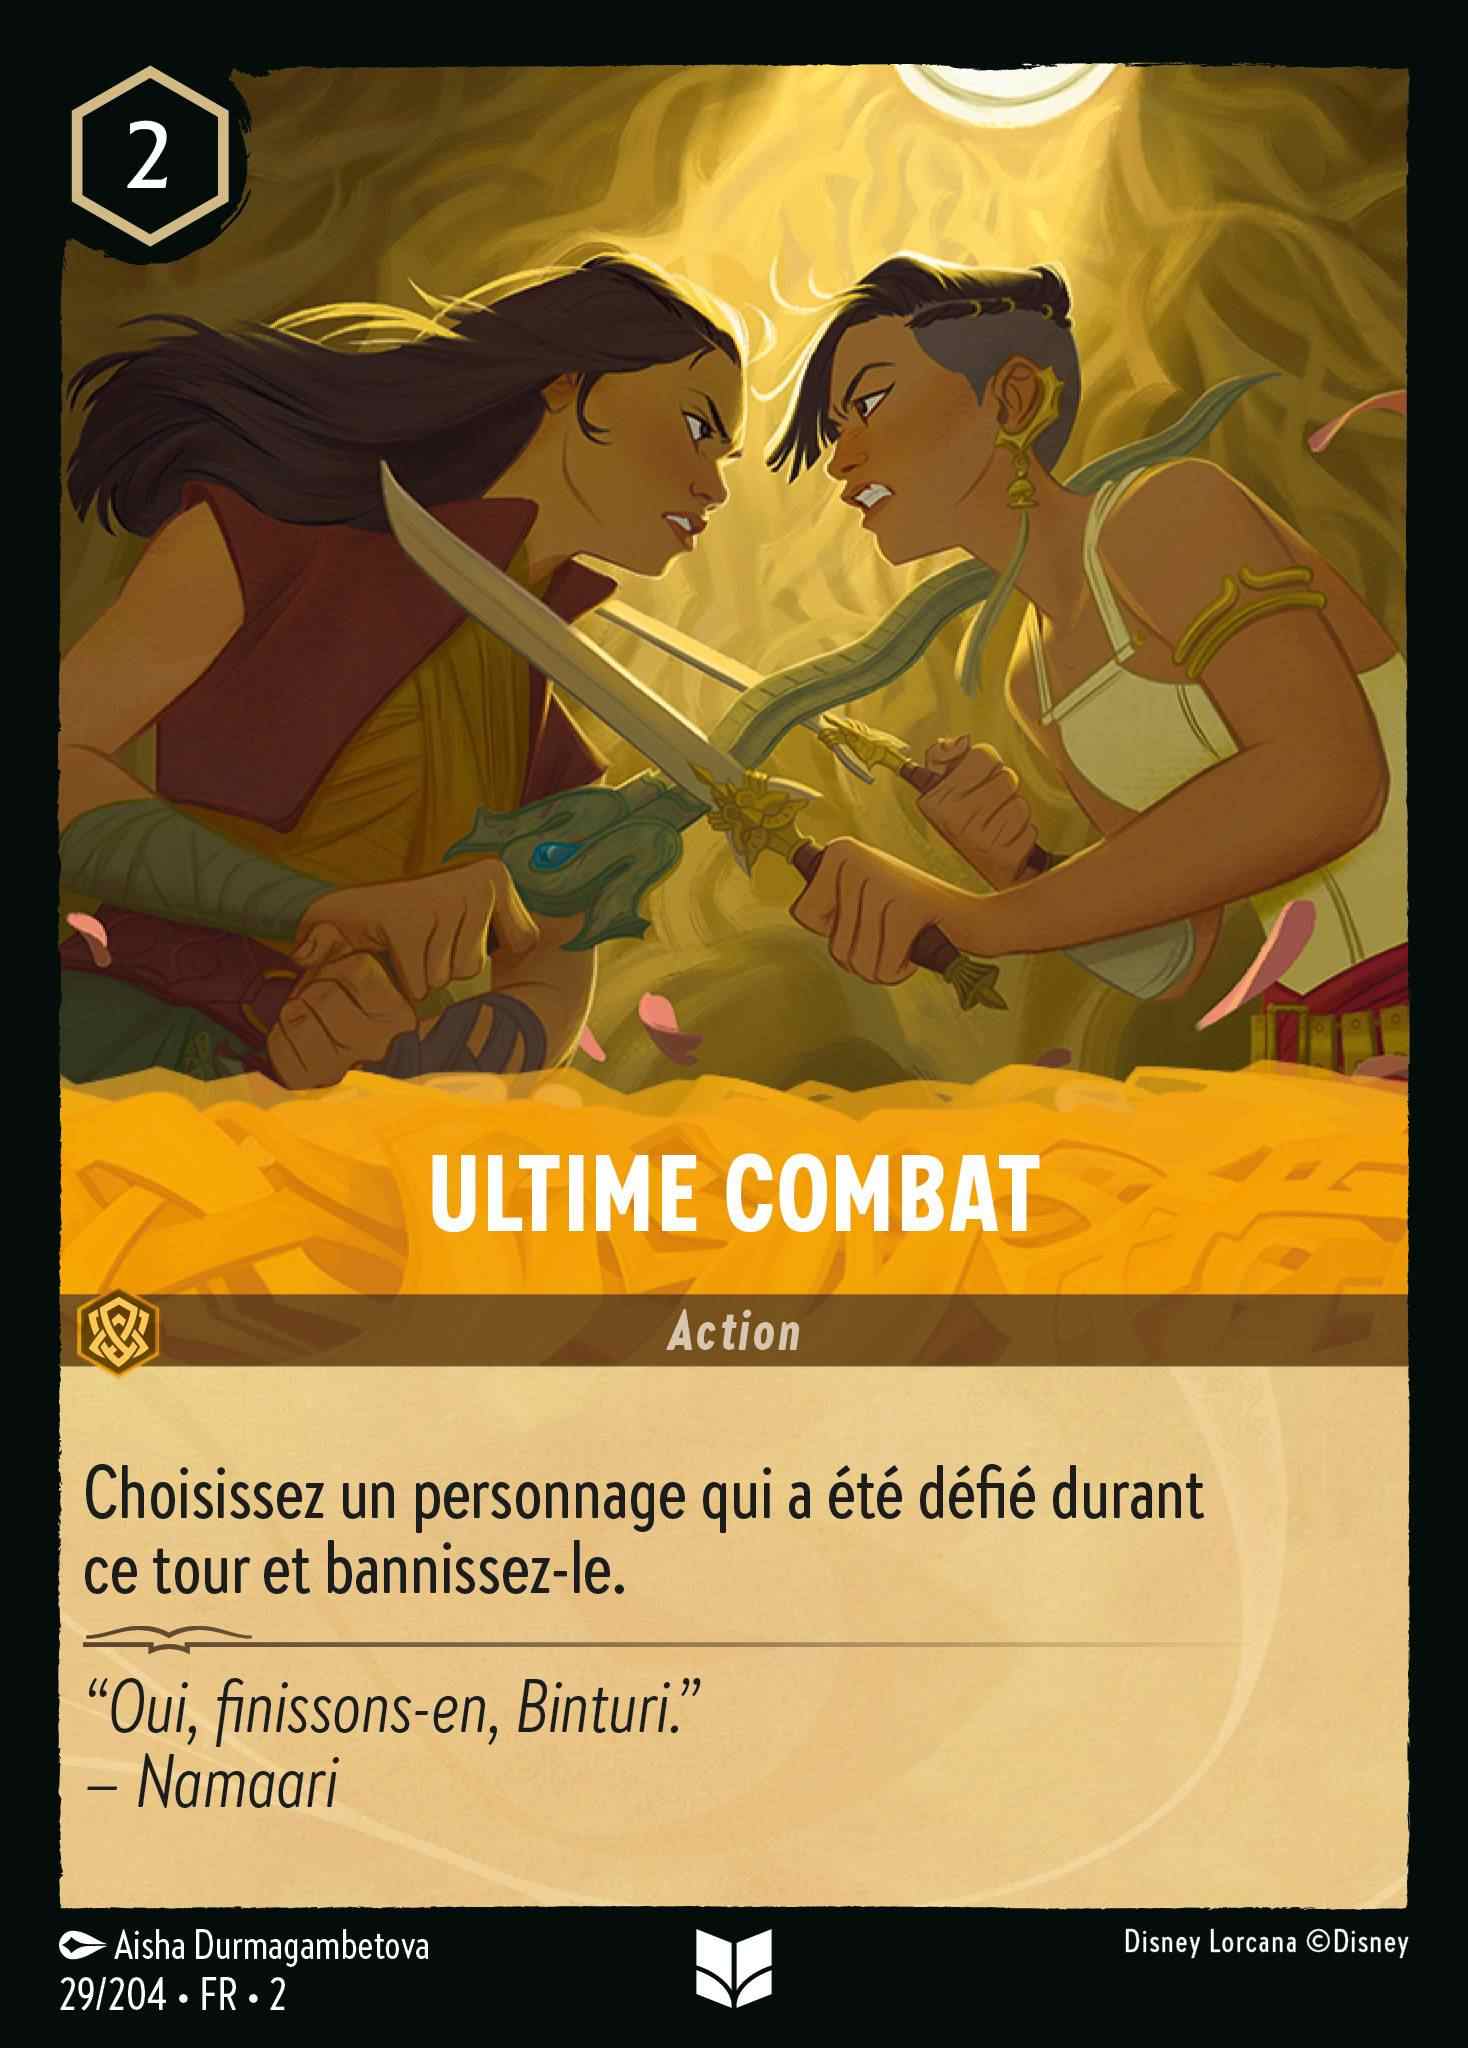 2
ULTIME COMBAT
Action
Choisissez un personnage qui a été défié durant
ce tour et bannissez-le.
“Oui, finissons-en, Binturi.”
– Namaari
Aisha Durmagambetova
Disney Lorcana ©Disney
29/204 • FR • 2